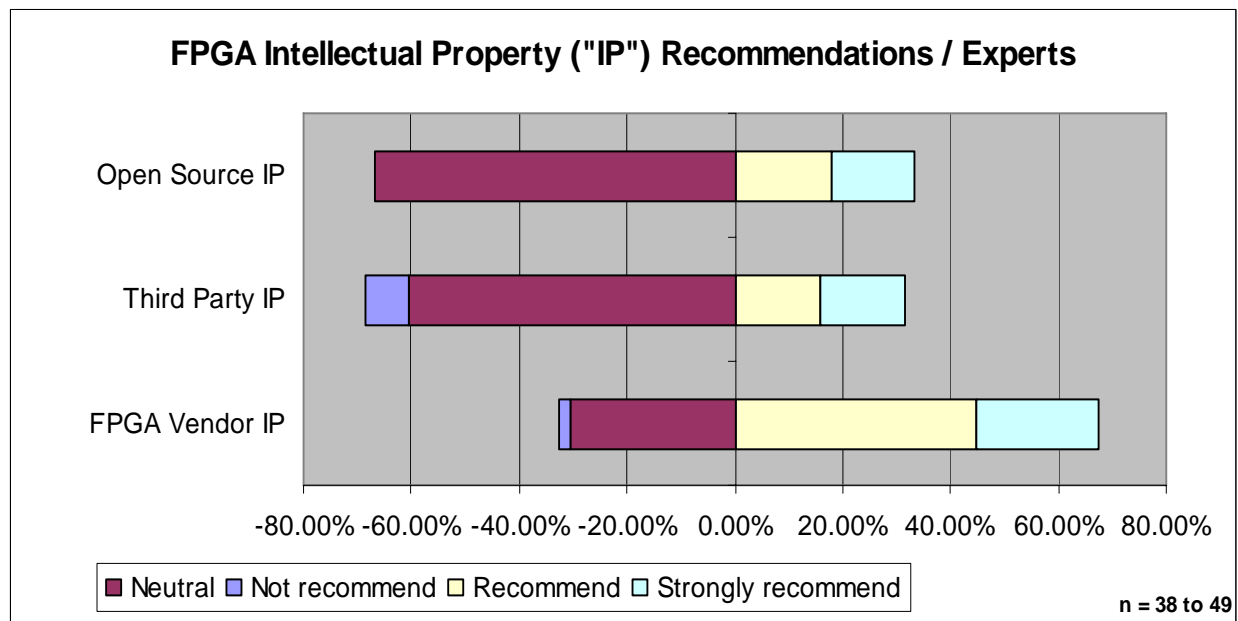 FPGA Intellectual Property ("IP") Recommendations / Experts
Open Source IP
Third Party IP
FPGA Vendor IP
-80.00% -60.00% -40.00% -20.00% 0.00% 20.00% 40.00% 60.00% 80.00%
Neutral Not recommend Recommend Strongly recommend
n = 38 to 49